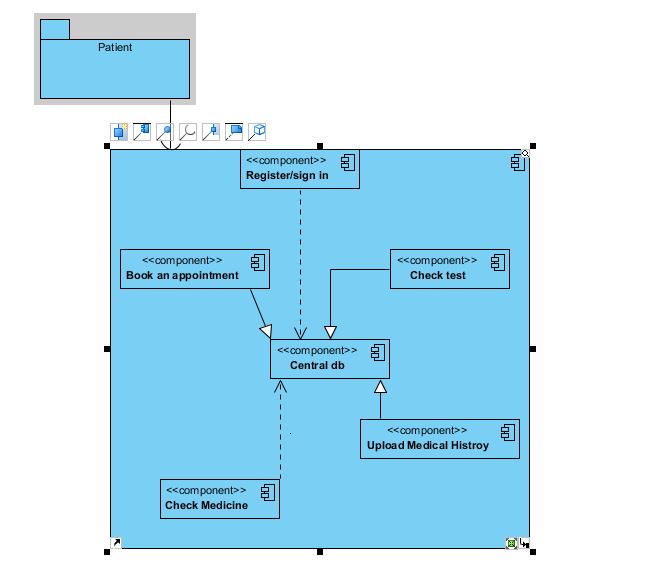 Patient
<<component>>
Register/sign in
<<component>>
Book an appointment
<<component>>
Check test
<<component>>
Central db
<<component>>
Upload Medical Histroy
<<component>>
Check Medicine